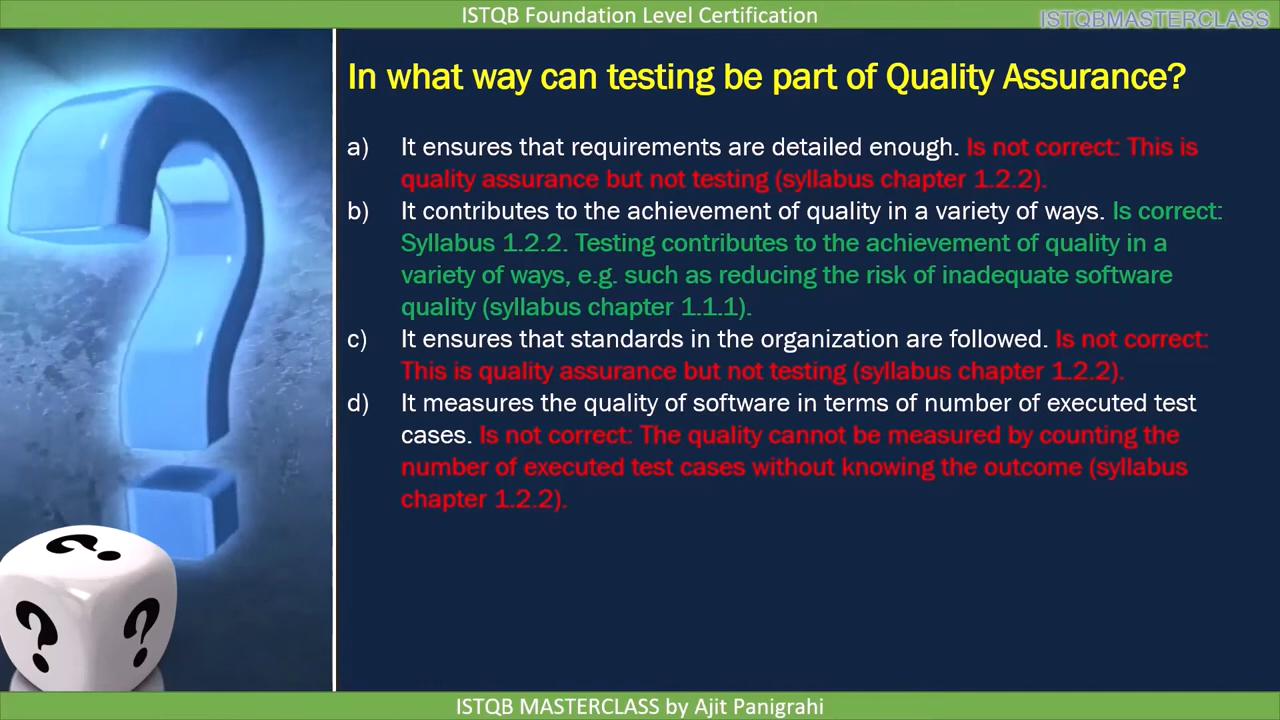 ISTQB Foundation Level Certification
ISTQBMASTERCLASS
In what way can testing be part of Quality Assurance?
a) It ensures that requirements are detailed enough. Is not correct: This is
quality assurance but not testing (syllabus chapter 1.2.2).
b) It contributes to the achievement of quality in a variety of ways. Is correct:
Syllabus 1.2.2. Testing contributes to the achievement of quality in a
variety of ways, e.g. such as reducing the risk of inadequate software
quality (syllabus chapter 1.1.1).
c) It ensures that standards in the organization are followed. Is not correct:
This is quality assurance but not testing (syllabus chapter 1.2.2).
d) It measures the quality of software in terms of number of executed test
cases. Is not correct: The quality cannot be measured by counting the
number of executed test cases without knowing the outcome (syllabus
chapter 1.2.2).
ISTQB MASTERCLASS by Ajit Panigrahi